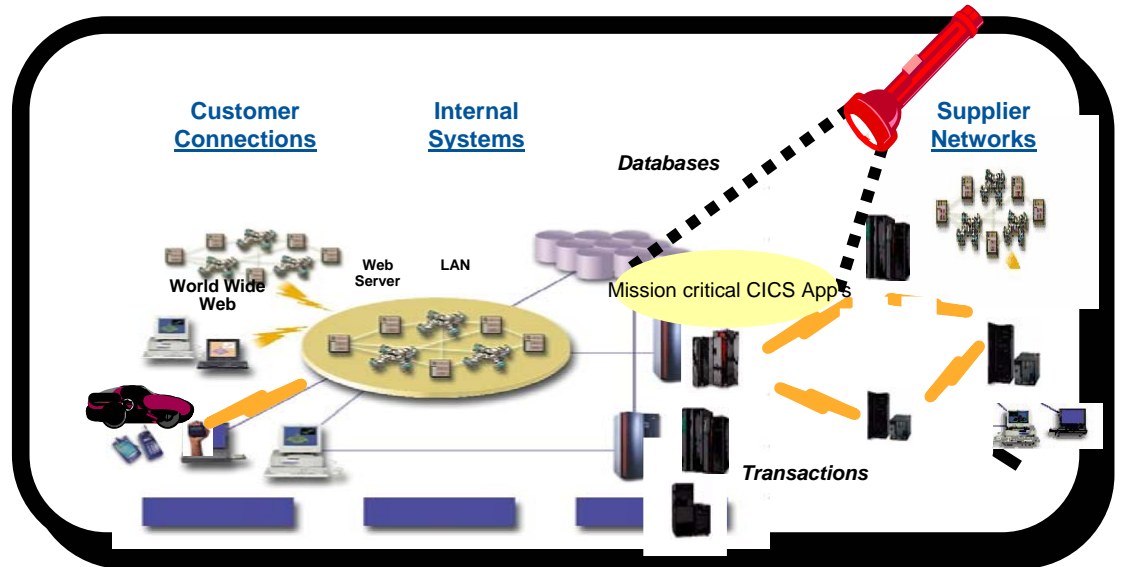 Customer
Connections
Internal
Systems
Supplier
Networks
Databases
Web
Server
LAN
World Wide
Web
Mission critical CICS App's
Transactions